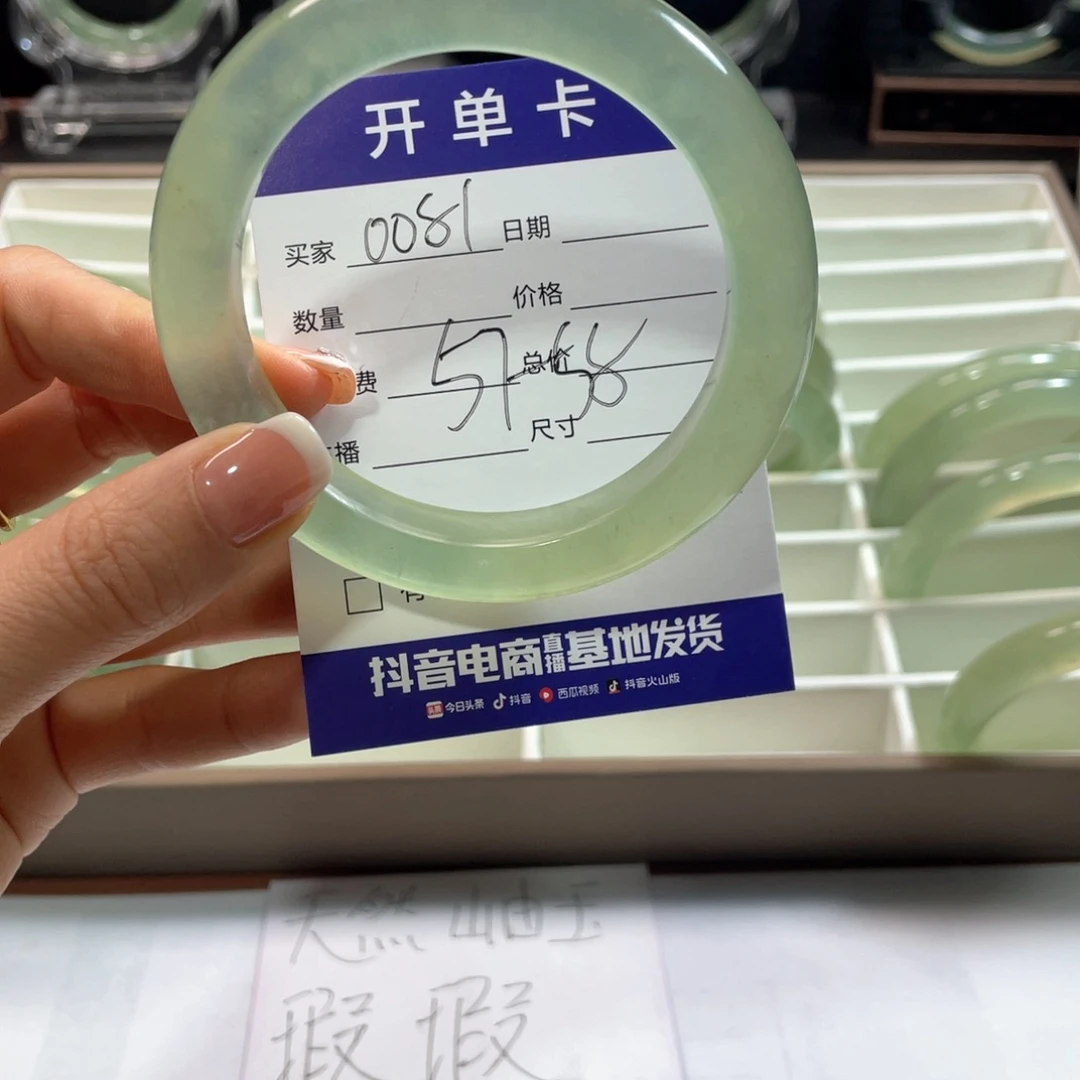 开单卡
买家 0081 日期
数量 价格
费 57-58 总价
播 尺寸
抖音电商直播基地发货
头条 今日头条 抖音 西瓜视频 抖音火山版
天然岫玉
瑕瑕